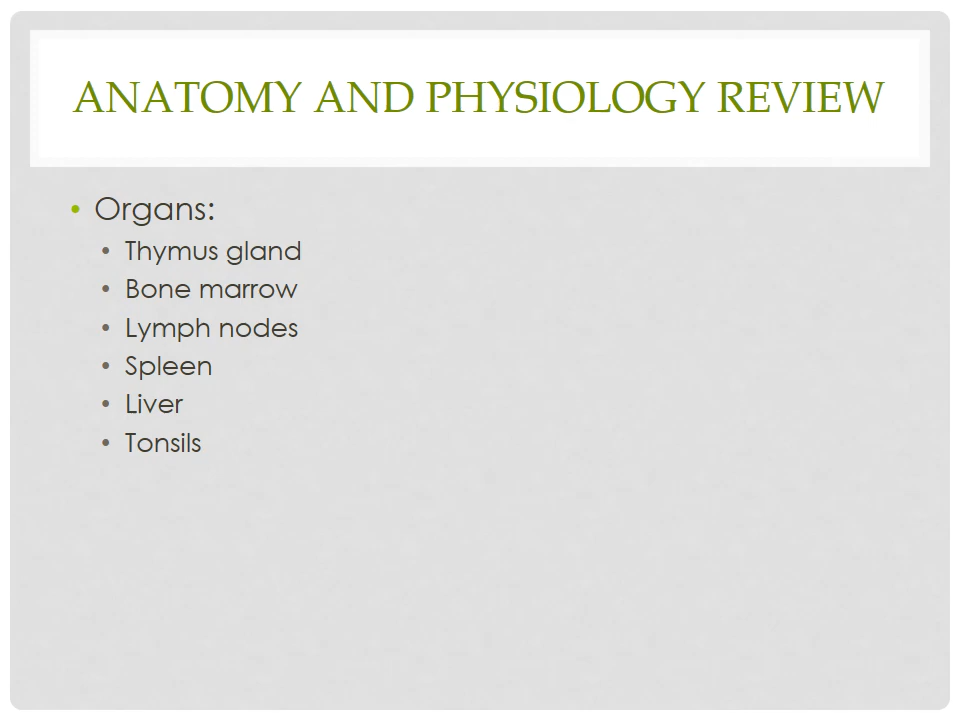 ANATOMY AND PHYSIOLOGY REVIEW
• Organs:
• Thymus gland
• Bone marrow
• Lymph nodes
• Spleen
• Liver
• Tonsils